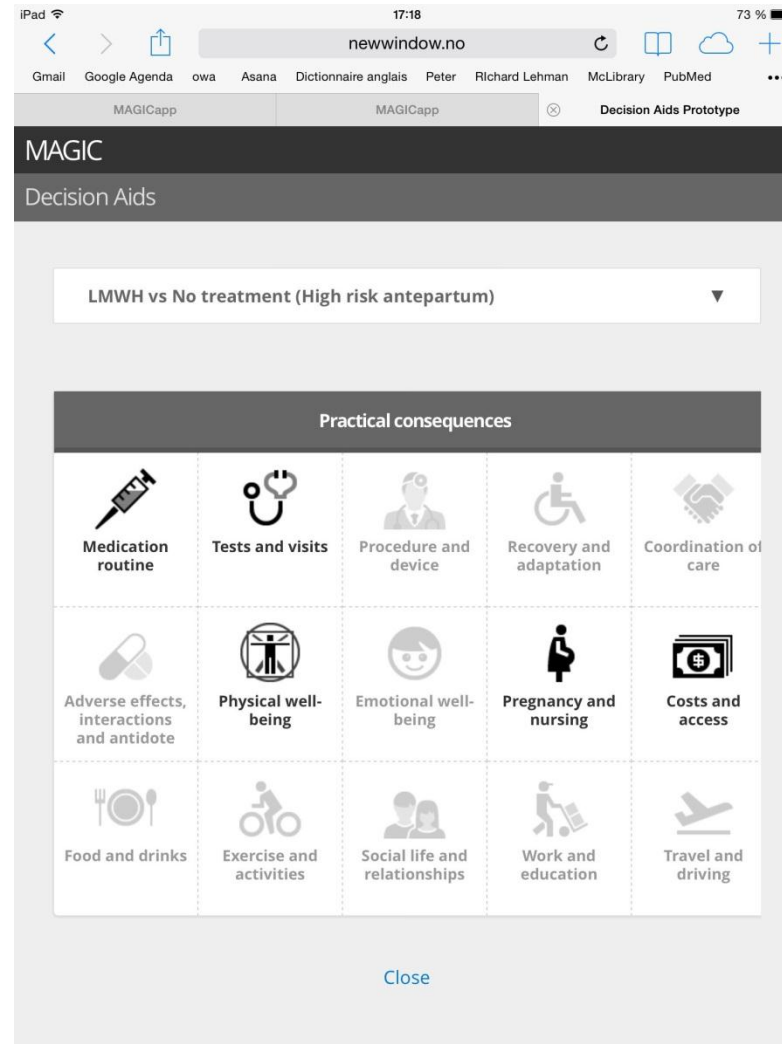 iPad 17:18 73 %
newwindow.no
Gmail Google Agenda owa Asana Dictionnaire anglais Peter RIchard Lehman McLibrary PubMed •••
MAGICapp MAGICapp Decision Aids Prototype
MAGIC
Decision Aids
LMWH vs No treatment (High risk antepartum) ▼
Practical consequences
Medication
routine
Tests and visits
Procedure and
device
Recovery and
adaptation
Coordination of
care
Adverse effects,
interactions
and antidote
Physical well-
being
Emotional well-
being
Pregnancy and
nursing
Costs and
access
Food and drinks
Exercise and
activities
Social life and
relationships
Work and
education
Travel and
driving
Close